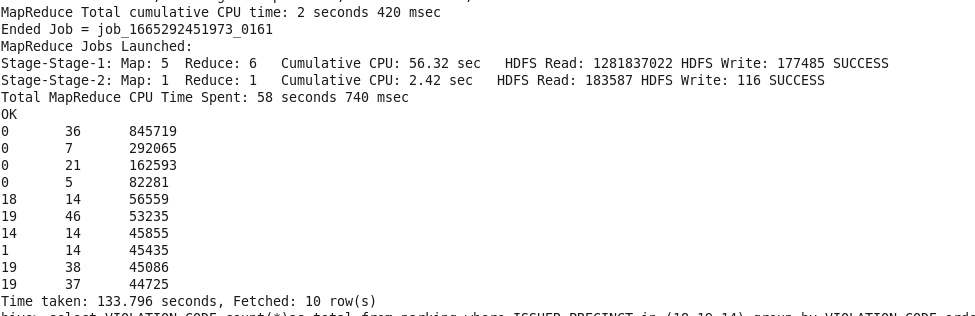 MapReduce Total cumulative CPU time: 2 seconds 420 msec
Ended Job = job_1665292451973_0161
MapReduce Jobs Launched:
Stage-Stage-1: Map: 5  Reduce: 6   Cumulative CPU: 56.32 sec   HDFS Read: 1281837022 HDFS Write: 177485 SUCCESS
Stage-Stage-2: Map: 1  Reduce: 1   Cumulative CPU: 2.42 sec   HDFS Read: 183587 HDFS Write: 116 SUCCESS
Total MapReduce CPU Time Spent: 58 seconds 740 msec
OK
0       36      845719
0       7       292065
0       21      162593
0       5       82281
18      14      56559
19      46      53235
14      14      45855
1       14      45435
19      38      45086
19      37      44725
Time taken: 133.796 seconds, Fetched: 10 row(s)
hive> select VIOLATION_CODE,count(*)as total from parking where ISSUER_PRECINCT in (18,19,14) group by VIOLATION_CODE